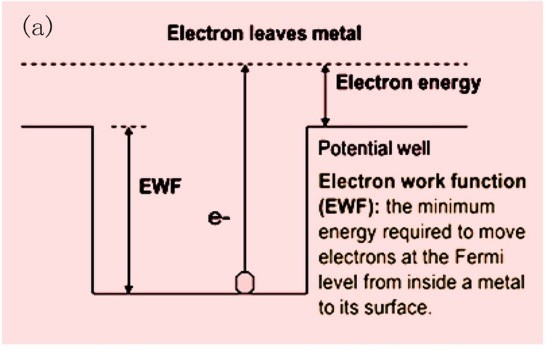 (a)
Electron leaves metal
Electron energy
EWF
e-
Potential well
Electron work function
(EWF): the minimum
energy required to move
electrons at the Fermi
level from inside a metal
to its surface.